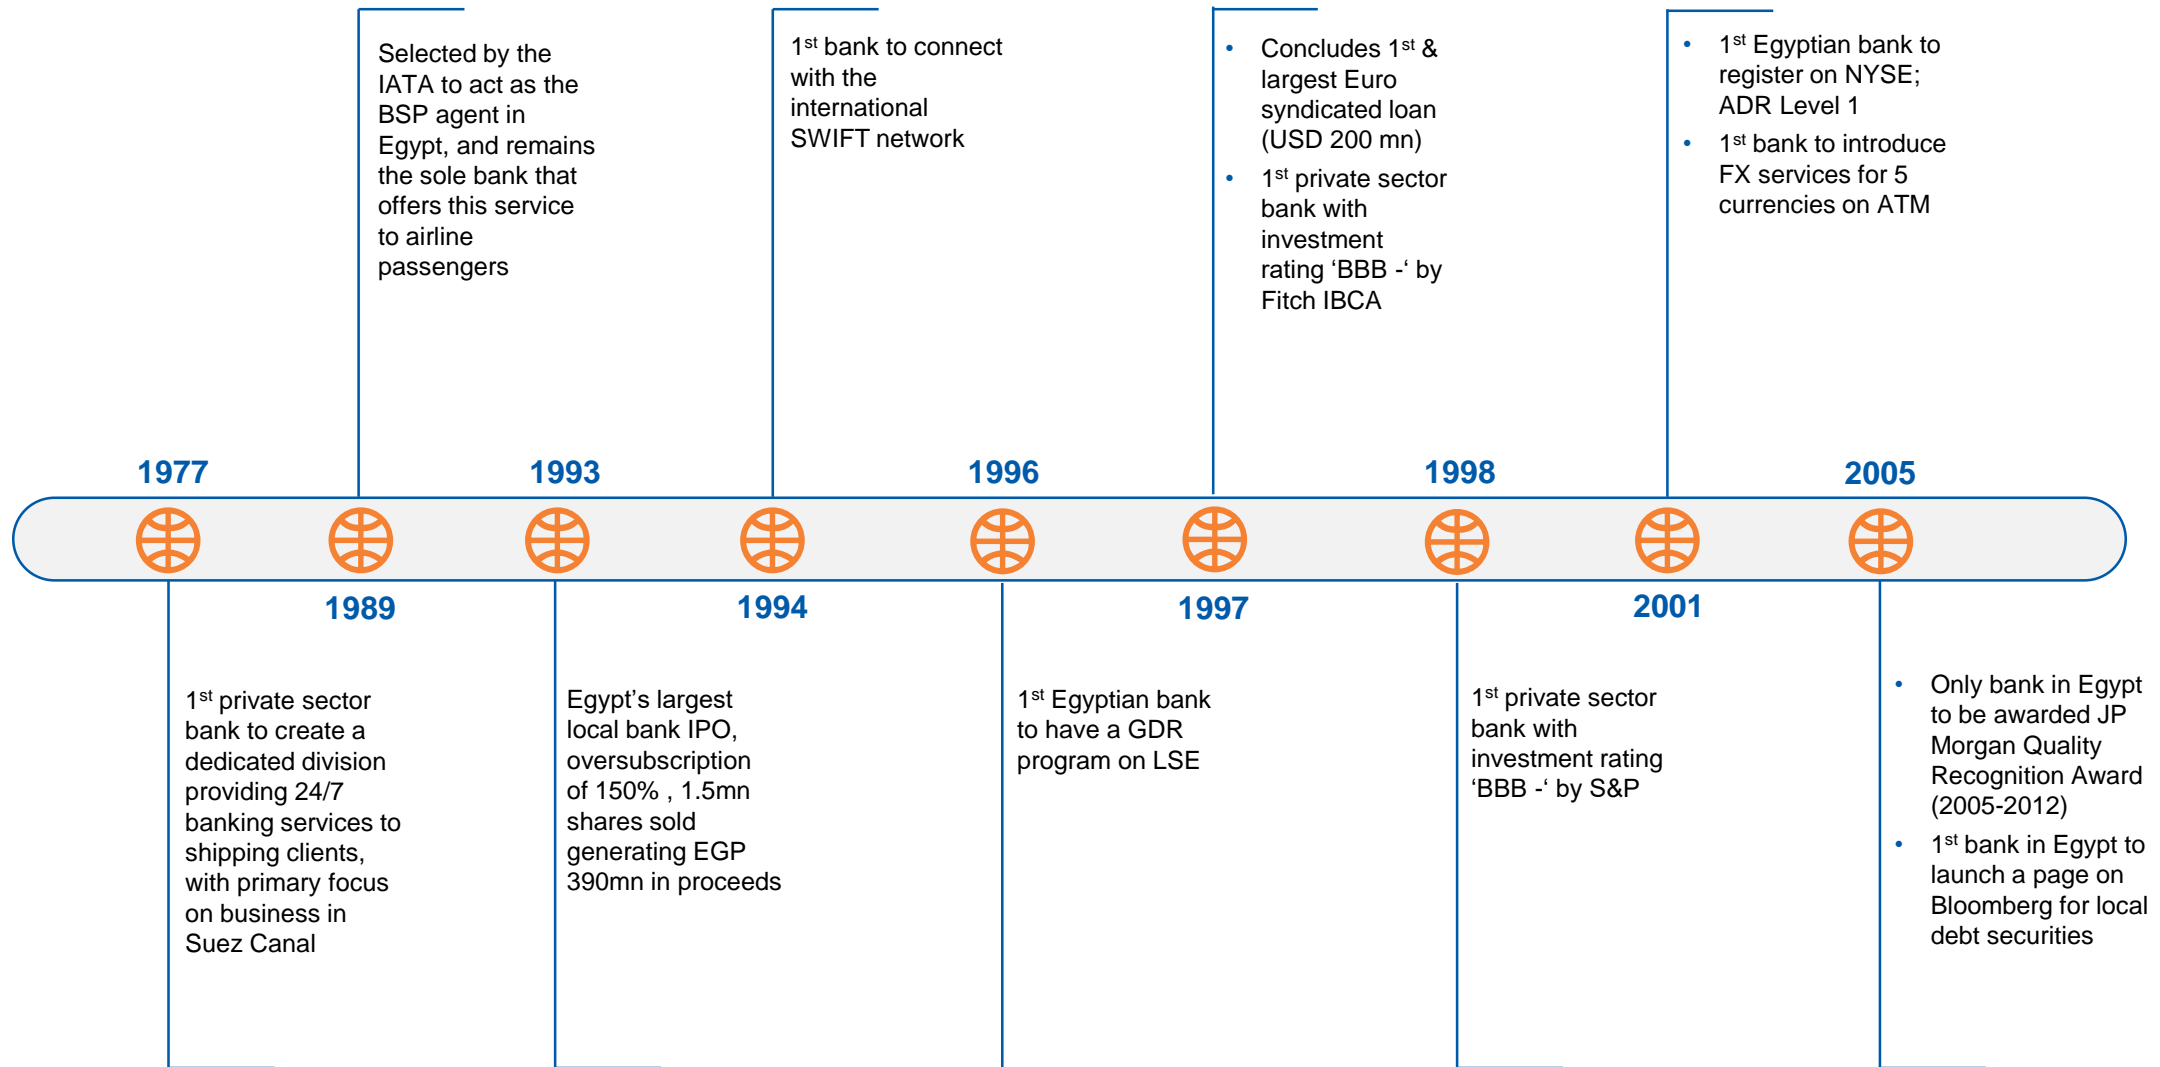 Selected by the
IATA to act as the
BSP agent in
Egypt, and remains
the sole bank that
offers this service
to airline
passengers
1st bank to connect
with the
international
SWIFT network
• Concludes 1st &
largest Euro
syndicated loan
(USD 200 mn)
• 1st private sector
bank with
investment
rating ‘BBB -‘ by
Fitch IBCA
• 1st Egyptian bank to
register on NYSE;
ADR Level 1
• 1st bank to introduce
FX services for 5
currencies on ATM
1977
1993
1996
1998
2005
1989
1994
1997
2001
1st private sector
bank to create a
dedicated division
providing 24/7
banking services to
shipping clients,
with primary focus
on business in
Suez Canal
Egypt’s largest
local bank IPO,
oversubscription
of 150% , 1.5mn
shares sold
generating EGP
390mn in proceeds
1st Egyptian bank
to have a GDR
program on LSE
1st private sector
bank with
investment rating
‘BBB -‘ by S&P
• Only bank in Egypt
to be awarded JP
Morgan Quality
Recognition Award
(2005-2012)
• 1st bank in Egypt to
launch a page on
Bloomberg for local
debt securities